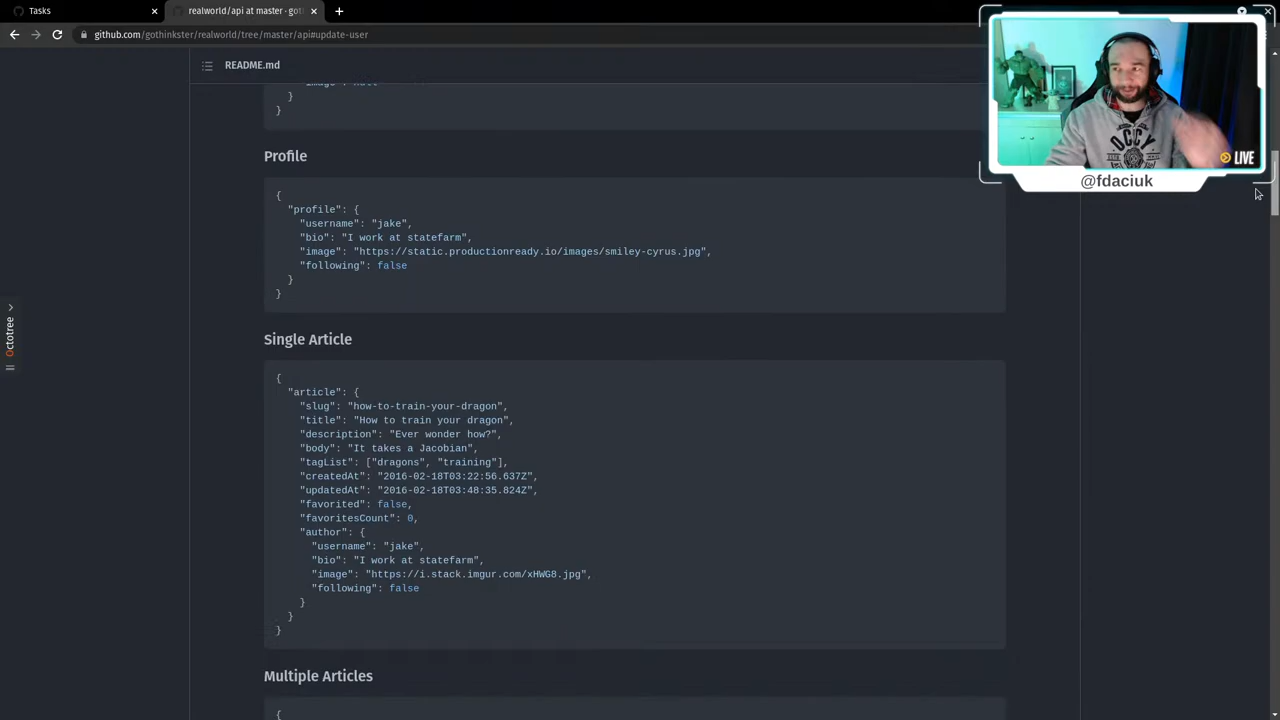 Tasks
realworld/api at master · got
github.com/gothinkster/realworld/tree/master
pi#update-user
README.md
}
}
Profile
{
"profile": {
"username": "jake",
"bio": "I work at statefarm",
"image": "https://static.productionready.io/images/smiley-cyrus.jpg",
"following": false
}
}
Single Article
{
"article": {
"slug": "how-to-train-your-dragon",
"title": "How to train your dragon",
"description": "Ever wonder how?",
"body": "It takes a Jacobian",
"tagList": ["dragons", "training"],
"createdAt": "2016-02-18T03:22:56.637Z",
"updatedAt": "2016-02-18T03:48:35.824Z",
"favorited": false,
"favoritesCount": 0,
"author": {
"username": "jake",
"bio": "I work at statefarm",
"image": "https://i.stack.imgur.com/xHWG8.jpg",
"following": false
}
}
}
Multiple Articles
{
Octotree
OCCY
LIVE
@fdaciuk